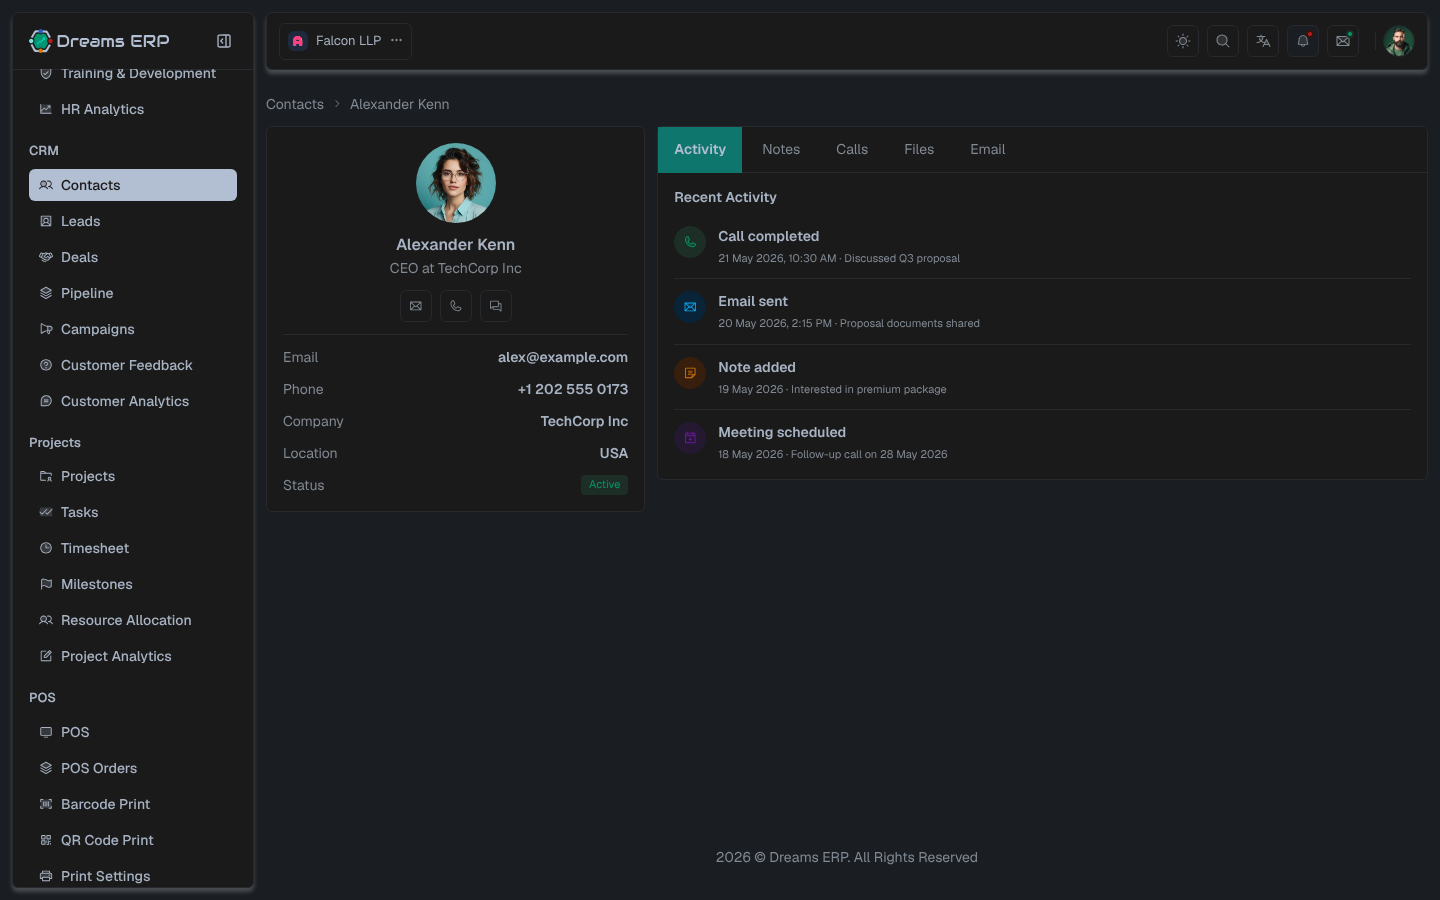 Dreams ERP
Training & Development
HR Analytics
CRM
Contacts
Leads
Deals
Pipeline
Campaigns
Customer Feedback
Customer Analytics
Projects
Projects
Tasks
Timesheet
Milestones
Resource Allocation
Project Analytics
POS
POS
POS Orders
Barcode Print
QR Code Print
Print Settings
Falcon LLP
Contacts > Alexander Kenn
Alexander Kenn
CEO at TechCorp Inc
Email alex@example.com
Phone +1 202 555 0173
Company TechCorp Inc
Location USA
Status Active
Activity Notes Calls Files Email
Recent Activity
Call completed
21 May 2026, 10:30 AM · Discussed Q3 proposal
Email sent
20 May 2026, 2:15 PM · Proposal documents shared
Note added
19 May 2026 · Interested in premium package
Meeting scheduled
18 May 2026 · Follow-up call on 28 May 2026
2026 © Dreams ERP. All Rights Reserved